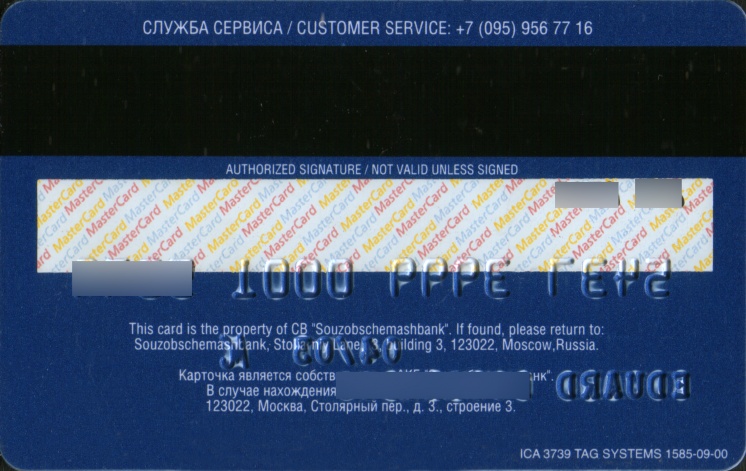 СЛУЖБА СЕРВИСА / CUSTOMER SERVICE: +7 (095) 956 77 16
AUTHORIZED SIGNATURE / NOT VALID UNLESS SIGNED
MasterCard
This card is the property of CB "Souzobschemashbank". If found, please return to:
Souzobschemashbank, Stoliarniy Lane, 3, building 3, 123022, Moscow,Russia.
Карточка является
В случае нахождения
123022, Москва, Столярный пер., д. 3., строение 3.
ICA 3739 TAG SYSTEMS 1585-09-00